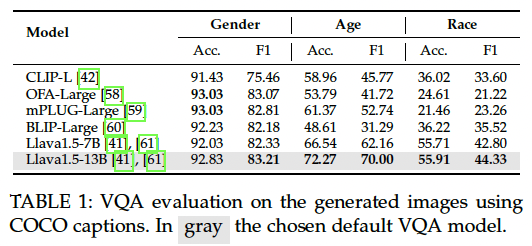 Model Gender Age Race
Acc. F1 Acc. F1 Acc. F1
CLIP-L [42] 91.43 75.46 58.96 45.77 36.02 33.60
OFA-Large [58] 93.03 83.07 53.79 41.72 24.61 21.22
mPLUG-Large [59] 93.03 82.81 61.37 52.74 21.46 23.26
BLIP-Large [60] 92.23 82.18 48.61 31.29 36.22 35.52
Llava1.5-7B [41], [61] 92.03 82.33 66.54 62.16 55.71 42.80
Llava1.5-13B [41], [61] 92.83 83.21 72.27 70.00 55.91 44.33
TABLE 1: VQA evaluation on the generated images using
COCO captions. In gray the chosen default VQA model.